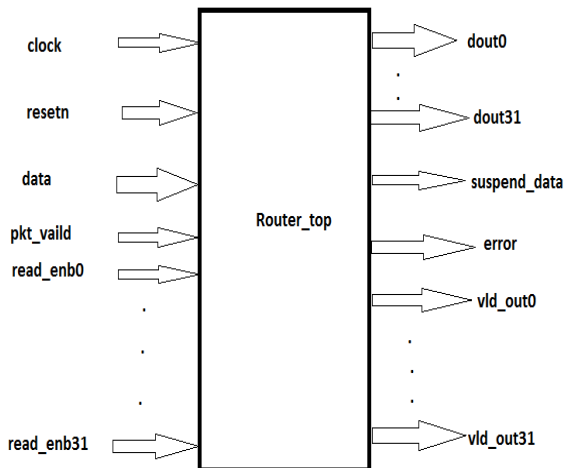 clock
resetn
data
pkt_vaild
read_enb0
read_enb31
Router_top
dout0
dout31
suspend_data
error
vld_out0
vld_out31